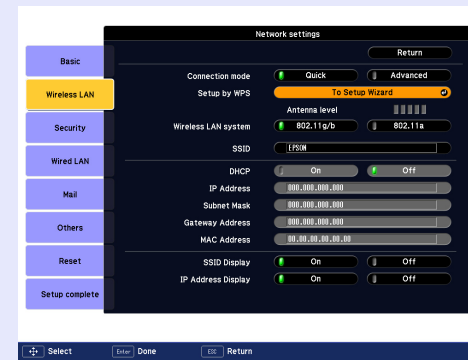 Network settings
Return
Basic
Connection mode Quick Advanced
Wireless LAN
Setup by WPS To Setup Wizard
Antenna level
Security
Wireless LAN system 802.11g/b 802.11a
SSID EPSON
Wired LAN
DHCP On Off
IP Address 000.000.000.000
Mail
Subnet Mask 000.000.000.000
Gateway Address 000.000.000.000
Others
MAC Address 00.00.00.00.00.00
Reset
SSID Display On Off
IP Address Display On Off
Setup complete
Select Enter Done ESC Return